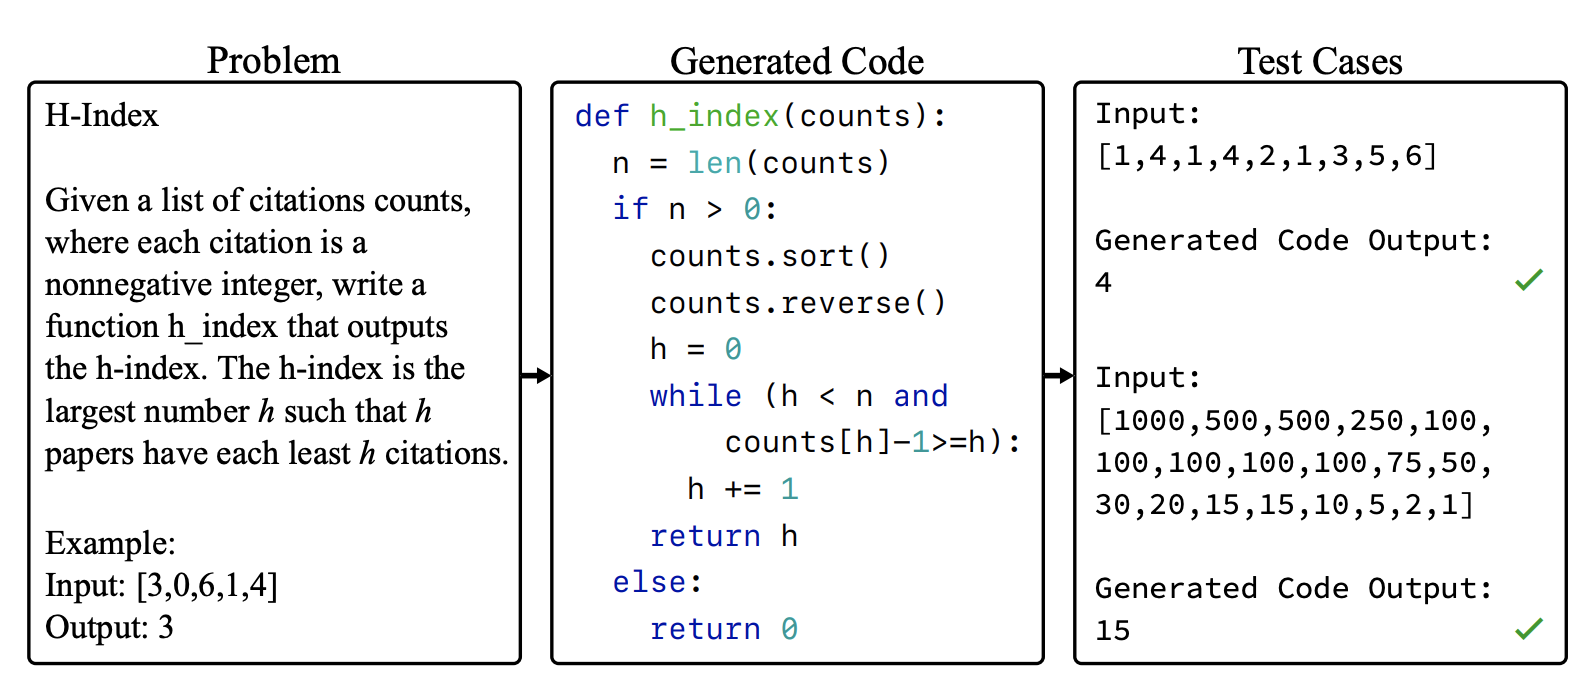 Problem
H-Index
Given a list of citations counts,
where each citation is a
nonnegative integer, write a
function h_index that outputs
the h-index. The h-index is the
largest number h such that h
papers have each least h citations.
Example:
Input: [3,0,6,1,4]
Output: 3
Generated Code
def h_index(counts):
  n = len(counts)
  if n > 0:
    counts.sort()
    counts.reverse()
    h = 0
    while (h < n and
        counts[h]-1>=h):
      h += 1
    return h
  else:
    return 0
Test Cases
Input:
[1,4,1,4,2,1,3,5,6]
Generated Code Output:
4
✓
Input:
[1000,500,500,250,100,
100,100,100,100,75,50,
30,20,15,15,10,5,2,1]
Generated Code Output:
15
✓